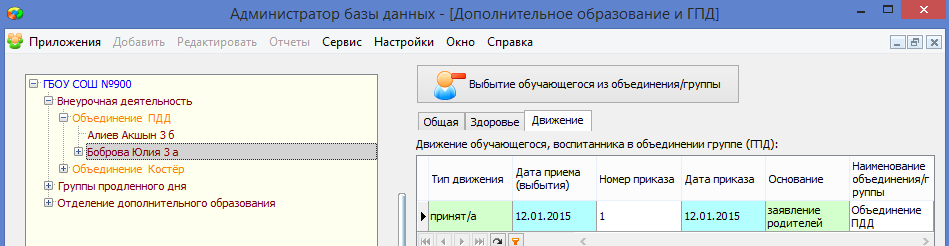 Администратор базы данных - [Дополнительное образование и ГПД]
Приложения Добавить Редактировать Отчеты Сервис Настройки Окно Справка
ГБОУ СОШ №900
Внеурочная деятельность
Объединение ПДД
Алиев Акшын 3 б
Боброва Юлия 3 а
Объединение Костёр
Группы продленного дня
Отделение дополнительного образования
Выбытие обучающегося из объединения/группы
Общая Здоровье Движение
Движение обучающегося, воспитанника в объединении группе (ГПД):
Тип движения
Дата приема
(выбытия)
Номер приказа
Дата приказа
Основание
Наименование
объединения/г
руппы
принят/а
12.01.2015
1
12.01.2015
заявление
родителей
Объединение
ПДД